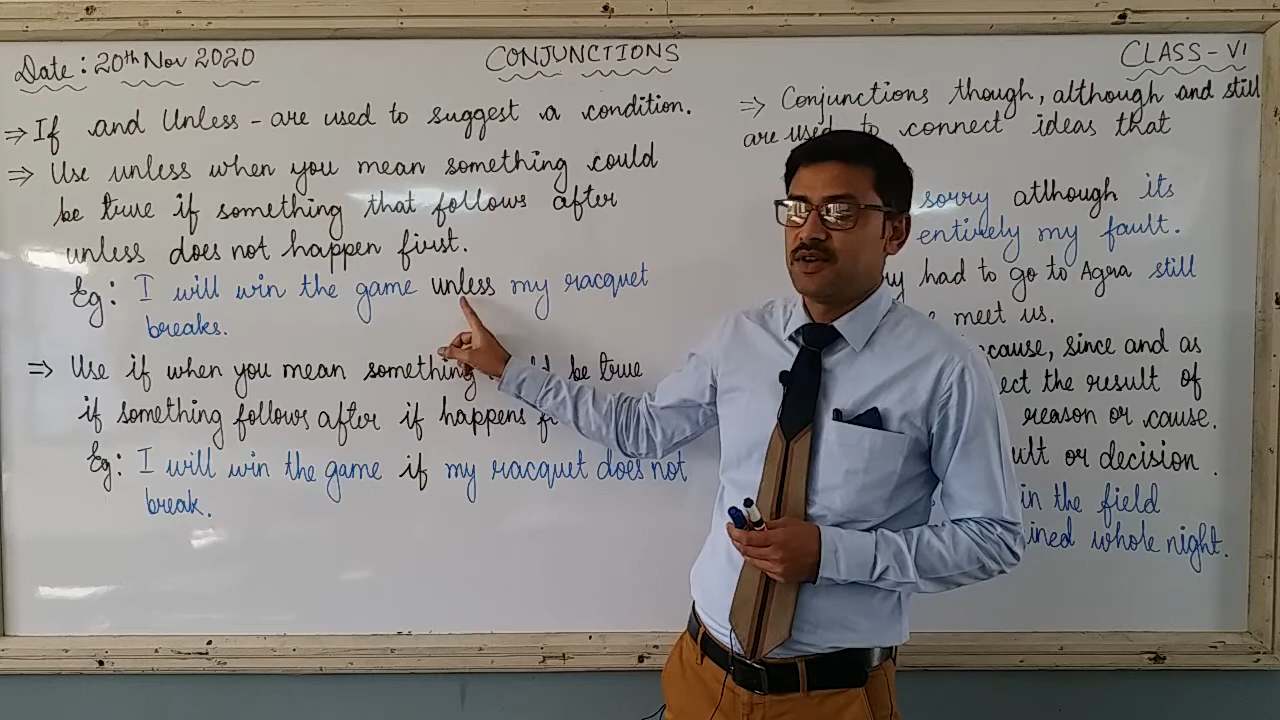 Date: 20th Nov 2020
CONJUNCTIONS
CLASS - VI
⇒ If and Unless - are used to suggest a condition.
⇒ Use unless when you mean something could
be true if something that follows after
unless does not happen first.
Eg: I will win the game unless my racquet
breaks.
⇒ Use if when you mean something be true
if something follows after if happens
Eg: I will win the game if my racquet does not
break.
⇒ Conjunctions though, although and still
are used to connect ideas that
sorry atlhough its
entirely my fault.
had to go to Agra still
meet us.
since and as
the result of
reason or cause.
or decision.
in the field
whole night.